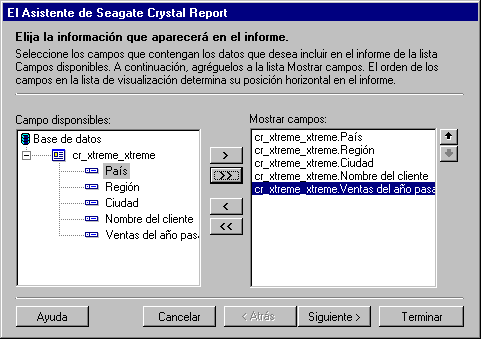 El Asistente de Seagate Crystal Report
Elija la información que aparecerá en el informe.
Seleccione los campos que contengan los datos que desea incluir en el informe de la lista
Campos disponibles. A continuación, agréguelos a la lista Mostrar campos. El orden de los
campos en la lista de visualización determina su posición horizontal en el informe.
Campo disponibles:
Base de datos
cr_xtreme_xtreme
País
Región
Ciudad
Nombre del cliente
Ventas del año pasa
>
>>
<
<<
Mostrar campos:
cr_xtreme_xtreme.País
cr_xtreme_xtreme.Región
cr_xtreme_xtreme.Ciudad
cr_xtreme_xtreme.Nombre del cliente
cr_xtreme_xtreme.Ventas del año pasa
Ayuda
Cancelar
< Atrás
Siguiente >
Terminar